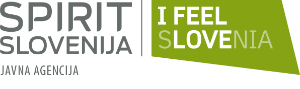 SPIRIT
SLOVENIJA
JAVNA AGENCIJA
I FEEL
SLOVENIA